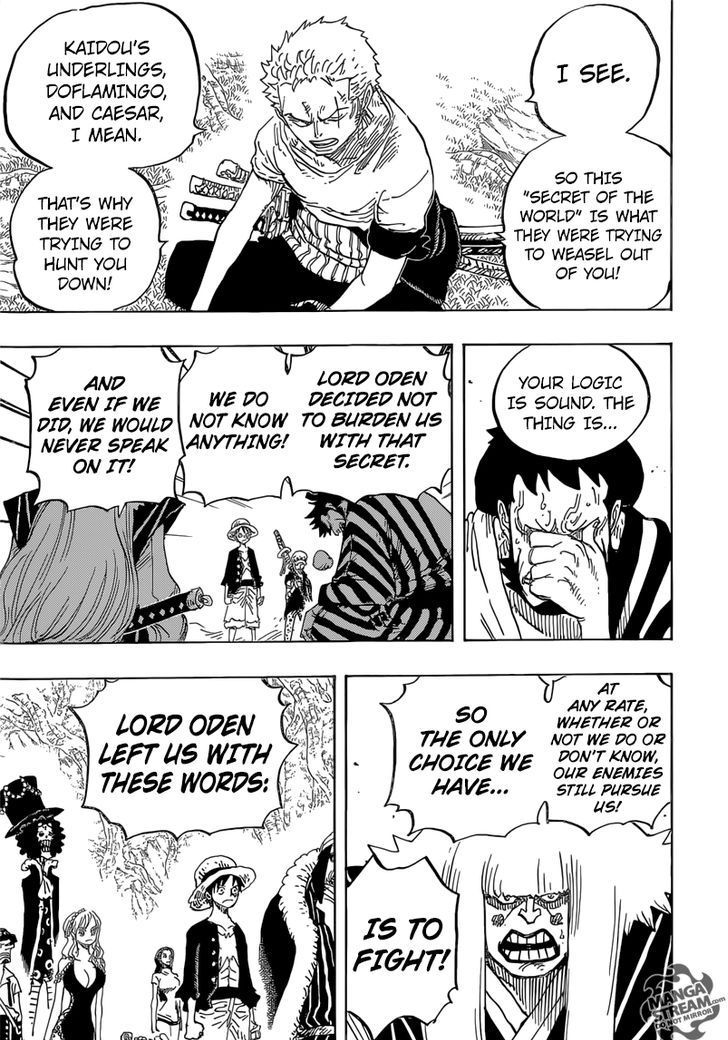 I SEE.
SO THIS
"SECRET OF THE
WORLD" IS WHAT
THEY WERE
TRYING TO
WEASEL OUT
OF YOU!
KAIDOU'S
UNDERLINGS,
DOFLAMINGO,
AND CAESAR,
I MEAN.
THAT'S WHY
THEY WERE
TRYING TO
HUNT YOU
DOWN!
YOUR LOGIC
IS SOUND. THE
THING IS...
LORD ODEN
DECIDED NOT
TO BURDEN US
WITH THAT
SECRET.
WE DO
NOT KNOW
ANYTHING!
AND
EVEN IF WE
DID, WE WOULD
NEVER SPEAK
ON IT!
AT
ANY RATE,
WHETHER OR
NOT WE DO OR
DON'T KNOW,
OUR ENEMIES
STILL PURSUE
US!
SO
THE ONLY
CHOICE WE
HAVE...
IS TO
FIGHT!
LORD ODEN
LEFT US WITH
THESE WORDS:
MANGA
STREAM.com
DO NOT MIRROR